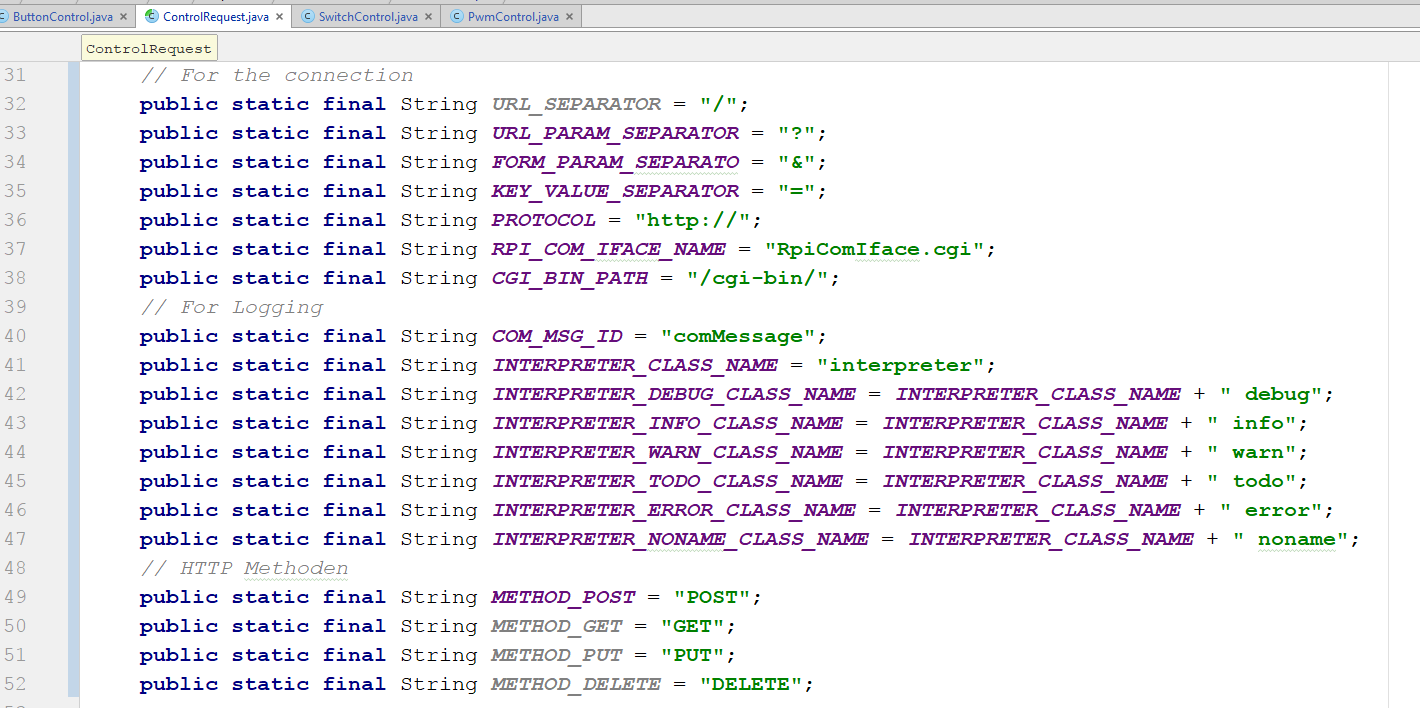 ButtonControl.java × ControlRequest.java × SwitchControl.java × PwmControl.java ×
ControlRequest
31 // For the connection
32 public static final String URL_SEPARATOR = "/";
33 public static final String URL_PARAM_SEPARATOR = "?";
34 public static final String FORM_PARAM_SEPARATO = "&";
35 public static final String KEY_VALUE_SEPARATOR = "=";
36 public static final String PROTOCOL = "http://";
37 public static final String RPI_COM_IFACE_NAME = "RpiComIface.cgi";
38 public static final String CGI_BIN_PATH = "/cgi-bin/";
39 // For Logging
40 public static final String COM_MSG_ID = "comMessage";
41 public static final String INTERPRETER_CLASS_NAME = "interpreter";
42 public static final String INTERPRETER_DEBUG_CLASS_NAME = INTERPRETER_CLASS_NAME + " debug";
43 public static final String INTERPRETER_INFO_CLASS_NAME = INTERPRETER_CLASS_NAME + " info";
44 public static final String INTERPRETER_WARN_CLASS_NAME = INTERPRETER_CLASS_NAME + " warn";
45 public static final String INTERPRETER_TODO_CLASS_NAME = INTERPRETER_CLASS_NAME + " todo";
46 public static final String INTERPRETER_ERROR_CLASS_NAME = INTERPRETER_CLASS_NAME + " error";
47 public static final String INTERPRETER_NONAME_CLASS_NAME = INTERPRETER_CLASS_NAME + " noname";
48 // HTTP Methoden
49 public static final String METHOD_POST = "POST";
50 public static final String METHOD_GET = "GET";
51 public static final String METHOD_PUT = "PUT";
52 public static final String METHOD_DELETE = "DELETE";